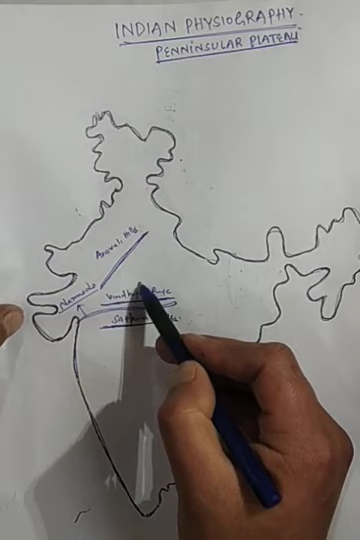 INDIAN PHYSIOGRAPHY.
PENNINSULAR PLATEAU
Aravali Hills
Narmada